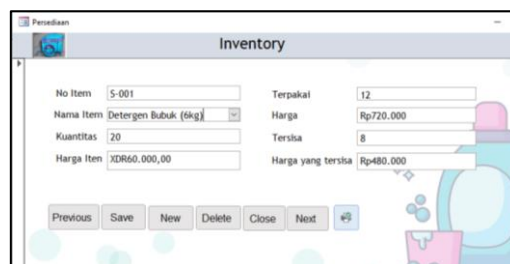 Persediaan
Inventory
No Item S-001
Terpakai 12
Nama Item Detergen Bubuk (6kg)
Harga Rp720.000
Kuantitas 20
Tersisa 8
Harga Iten XDR60.000,00
Harga yang tersisa Rp480.000
Previous Save New Delete Close Next